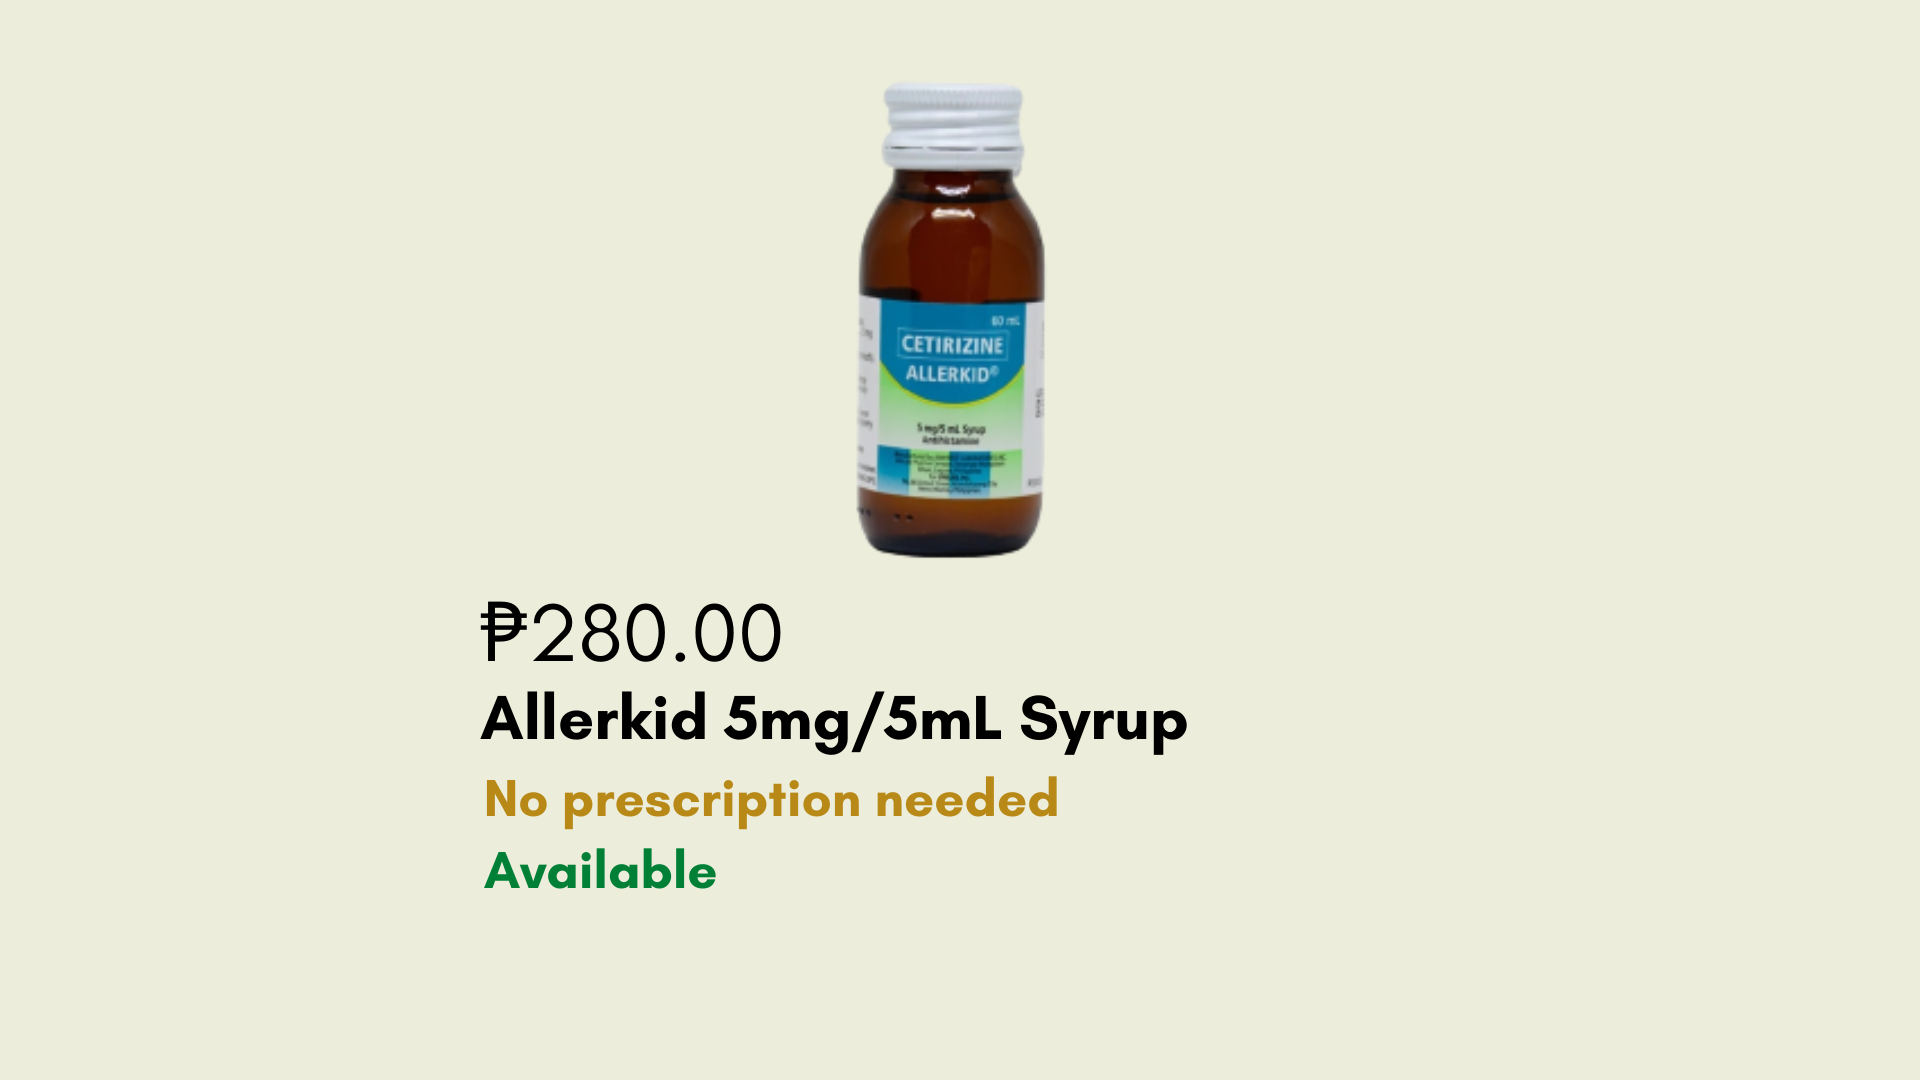 60 mL
CETIRIZINE
ALLERKID®
5 mg/5 mL Syrup
Antihistamine
₱280.00
Allerkid 5mg/5mL Syrup
No prescription needed
Available